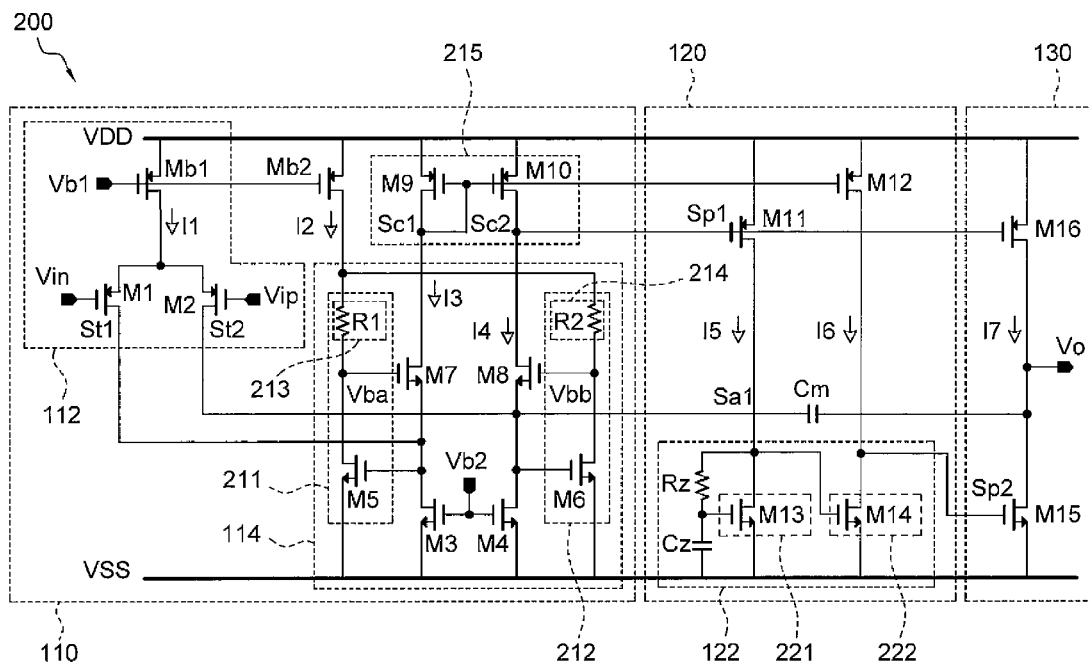 200
215
120
130
VDD
Mb1
Mb2
M9
M10
M12
Vb1
I1
I2
Sc1
Sc2
Sp1
M11
M16
Vin
M1
M2
Vip
St1
St2
R1
I3
214
R2
I4
I5
I6
I7
Vo
112
213
Vba
M7
M8
Vbb
Sa1
Cm
211
M5
Vb2
M6
Rz
Sp2
114
M3
M4
Cz
M13
M14
M15
VSS
110
212
122
221
222